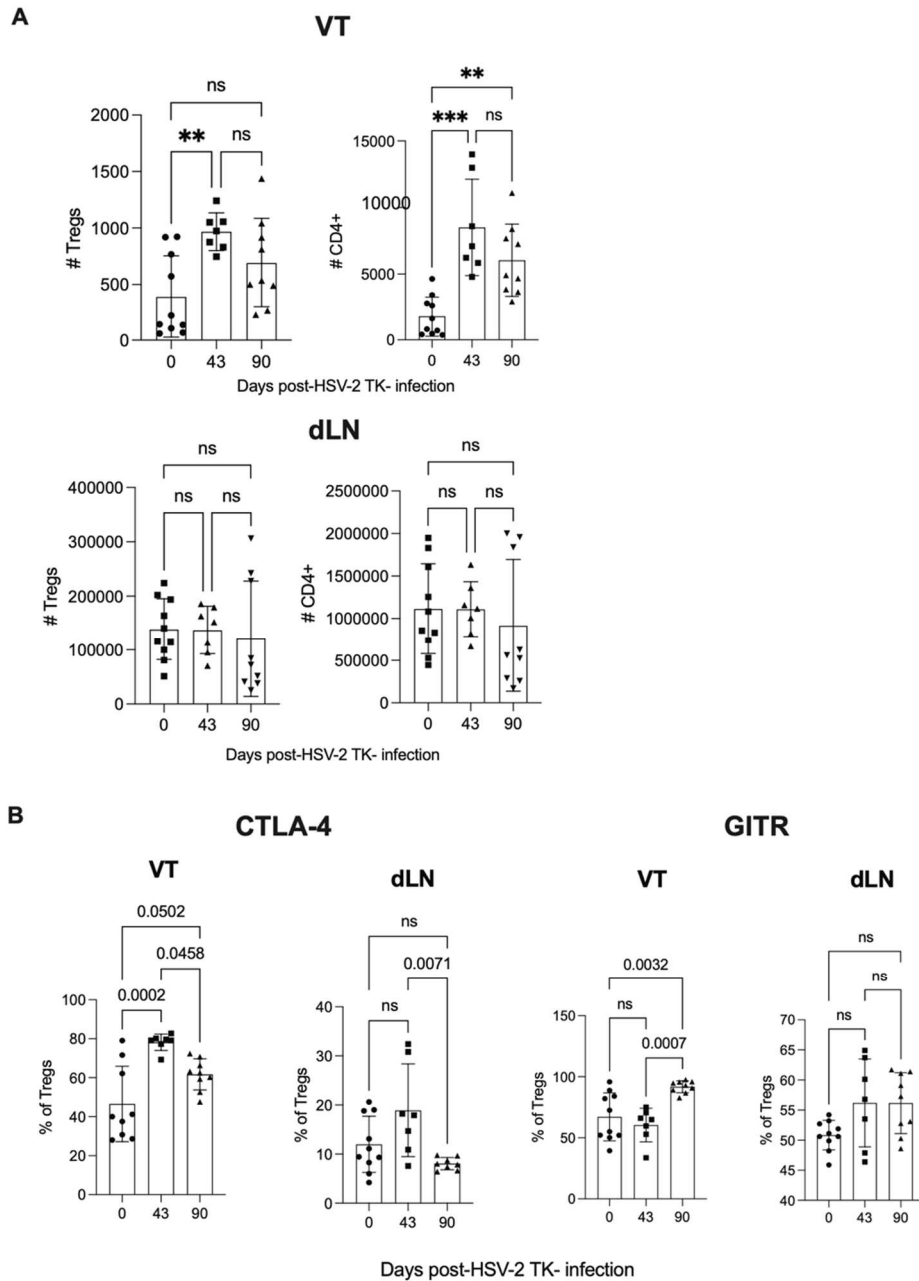 A
VT
ns
**
ns
2000
1500
1000
500
0
# Tregs
0 43 90
**
***
ns
15000
10000
5000
0
# CD4+
0 43 90
Days post-HSV-2 TK- infection
dLN
ns
ns ns
400000
300000
200000
100000
0
# Tregs
0 43 90
ns
ns ns
2500000
2000000
1500000
1000000
500000
0
# CD4+
0 43 90
Days post-HSV-2 TK- infection
B
CTLA-4
GITR
VT
0.0502
0.0458
0.0002
100
80
60
40
20
0
% of Tregs
0 43 90
dLN
ns
0.0071
ns
40
30
20
10
0
% of Tregs
0 43 90
VT
0.0032
ns
0.0007
150
100
50
0
% of Tregs
0 43 90
dLN
ns
ns
ns
70
65
60
55
50
45
40
% of Tregs
0 43 90
Days post-HSV-2 TK- infection